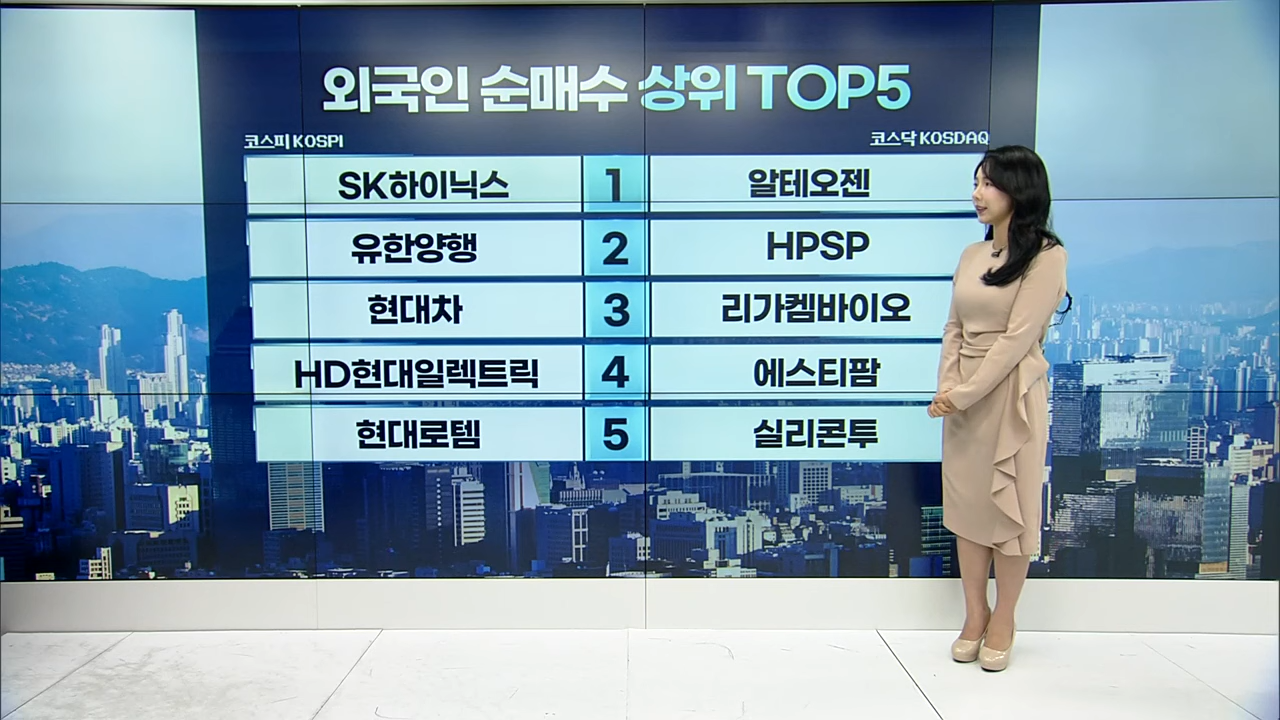 외국인 순매수 상위 TOP5
코스피 KOSPI
코스닥 KOSDAQ
SK하이닉스 1 알테오젠
유한양행 2 HPSP
현대차 3 리가켐바이오
HD현대일렉트릭 4 에스티팜
현대로템 5 실리콘투